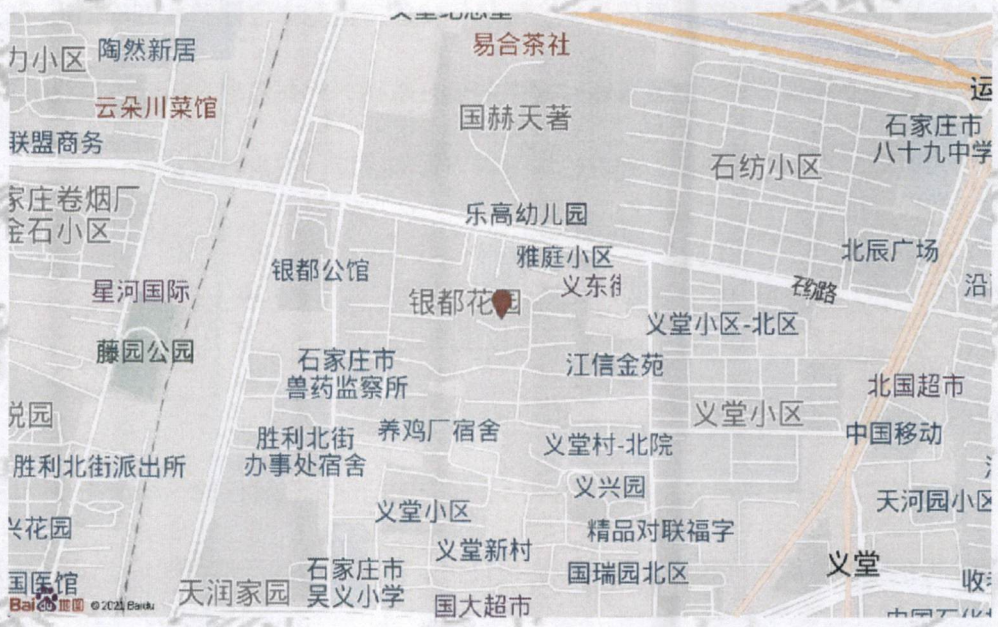 易合茶社
力小区
陶然新居
云朵川菜馆
国赫天著
运
石家庄市
八十九中学
联盟商务
石纺小区
家庄卷烟厂
金石小区
乐高幼儿园
雅庭小区
北辰广场
银都公馆
星河国际
义东街
石纺路
沿
银都花园
义堂小区-北区
藤园公园
石家庄市
兽药监察所
江信金苑
北国超市
悦园
义堂小区
养鸡厂宿舍
中国移动
胜利北街
办事处宿舍
义堂村-北院
胜利北街派出所
义兴园
天河园小区
义堂小区
兴花园
精品对联福字
义堂新村
义堂
石家庄市
吴义小学
国瑞园北区
国医馆
收
天润家园
国大超市
Bai du 地图 © 2021 Baidu